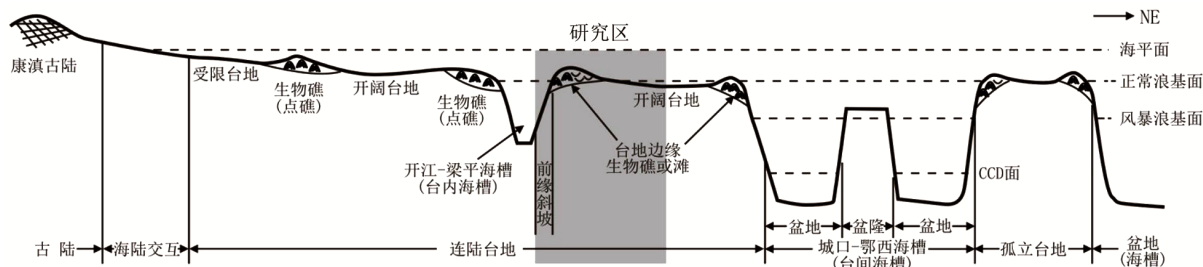 研究区
NE
海平面
康滇古陆
受限台地
生物礁
(点礁)
开阔台地
生物礁
(点礁)
开阔台地
正常浪基面
风暴浪基面
台地边缘
生物礁或滩
开江-梁平海槽
(台内海槽)
前缘斜坡
CCD面
盆地
盆隆
盆地
古 陆
海陆交互
连陆台地
城口-鄂西海槽
(台间海槽)
孤立台地
盆地
(海槽)